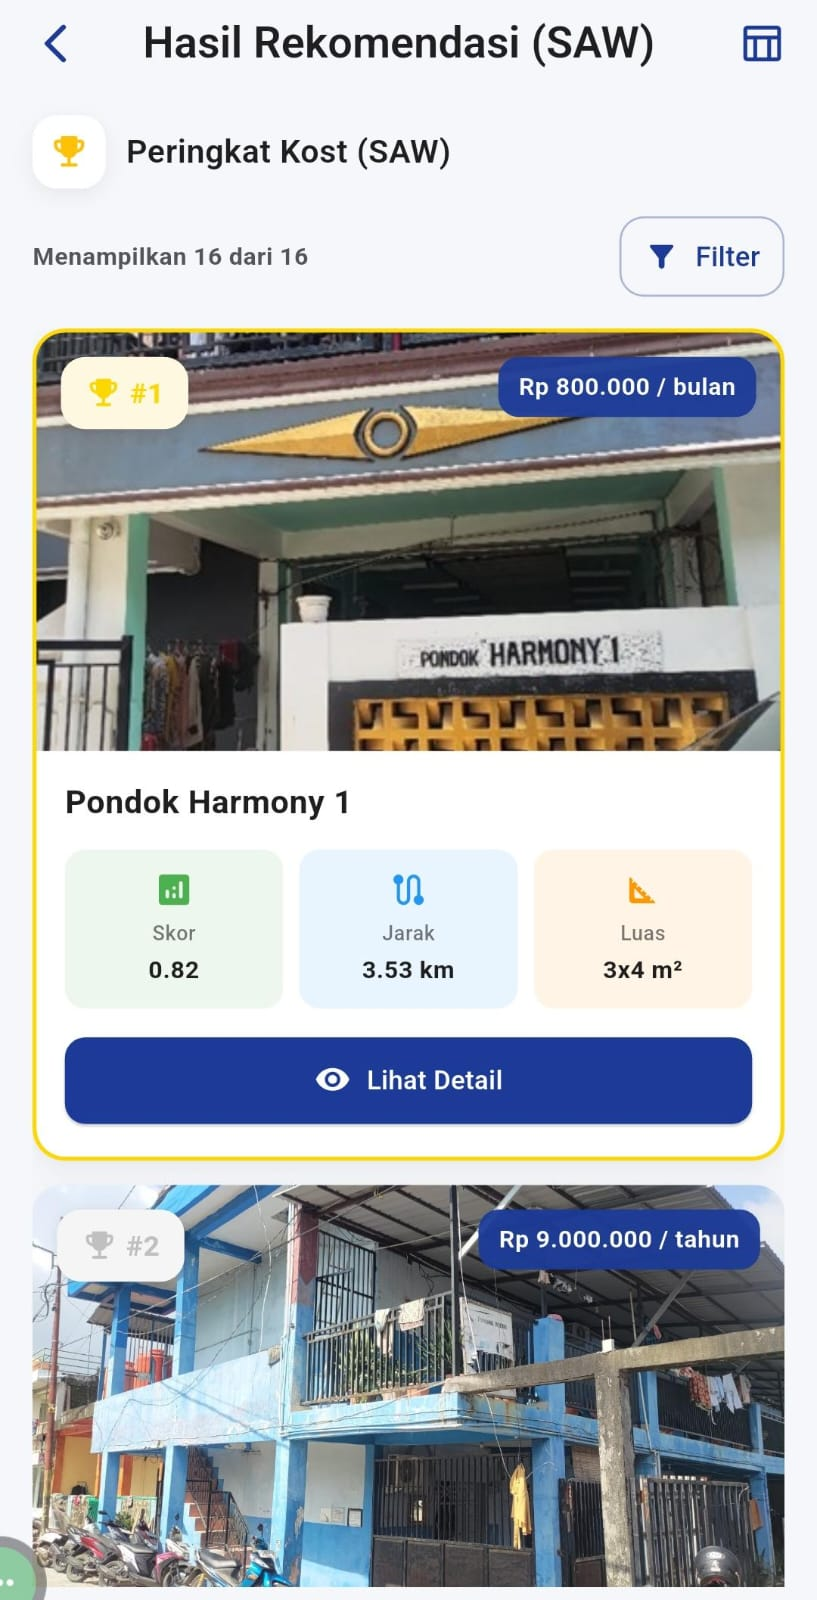 Hasil Rekomendasi (SAW)
Peringkat Kost (SAW)
Menampilkan 16 dari 16
Filter
#1
Rp 800.000 / bulan
PONDOK "HARMONY"1
Pondok Harmony 1
Skor
0.82
Jarak
3.53 km
Luas
3x4 m²
Lihat Detail
#2
Rp 9.000.000 / tahun